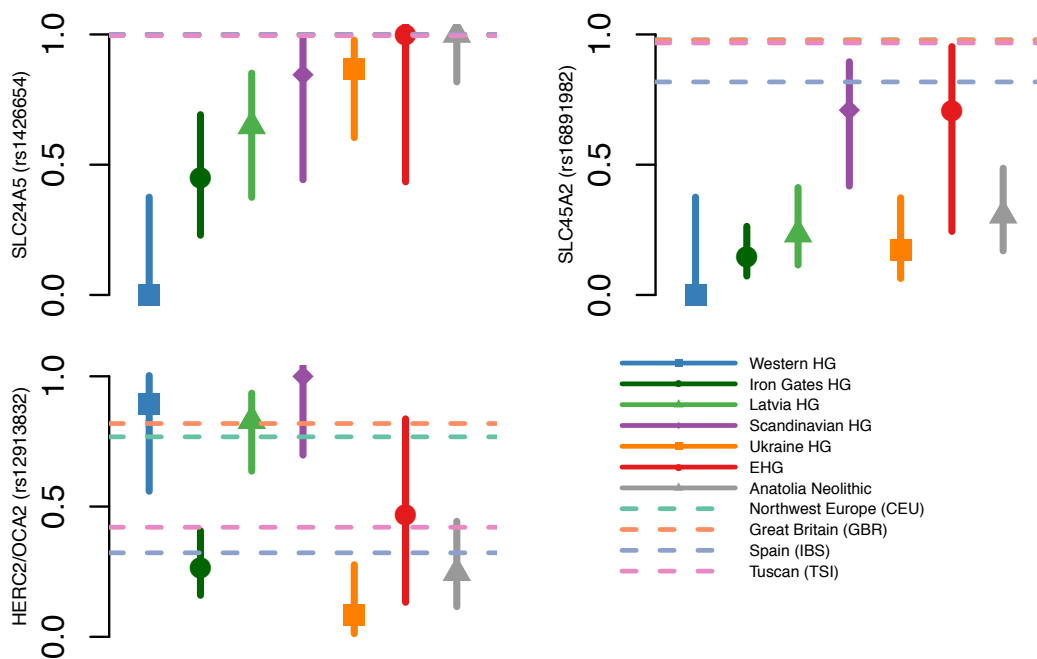 SLC24A5 (rs1426654)
1.0
0.5
0.0
SLC45A2 (rs16891982)
1.0
0.5
0.0
HERC2/OCA2 (rs12913832)
1.0
0.5
0.0
Western HG
Iron Gates HG
Latvia HG
Scandinavian HG
Ukraine HG
EHG
Anatolia Neolithic
Northwest Europe (CEU)
Great Britain (GBR)
Spain (IBS)
Tuscan (TSI)